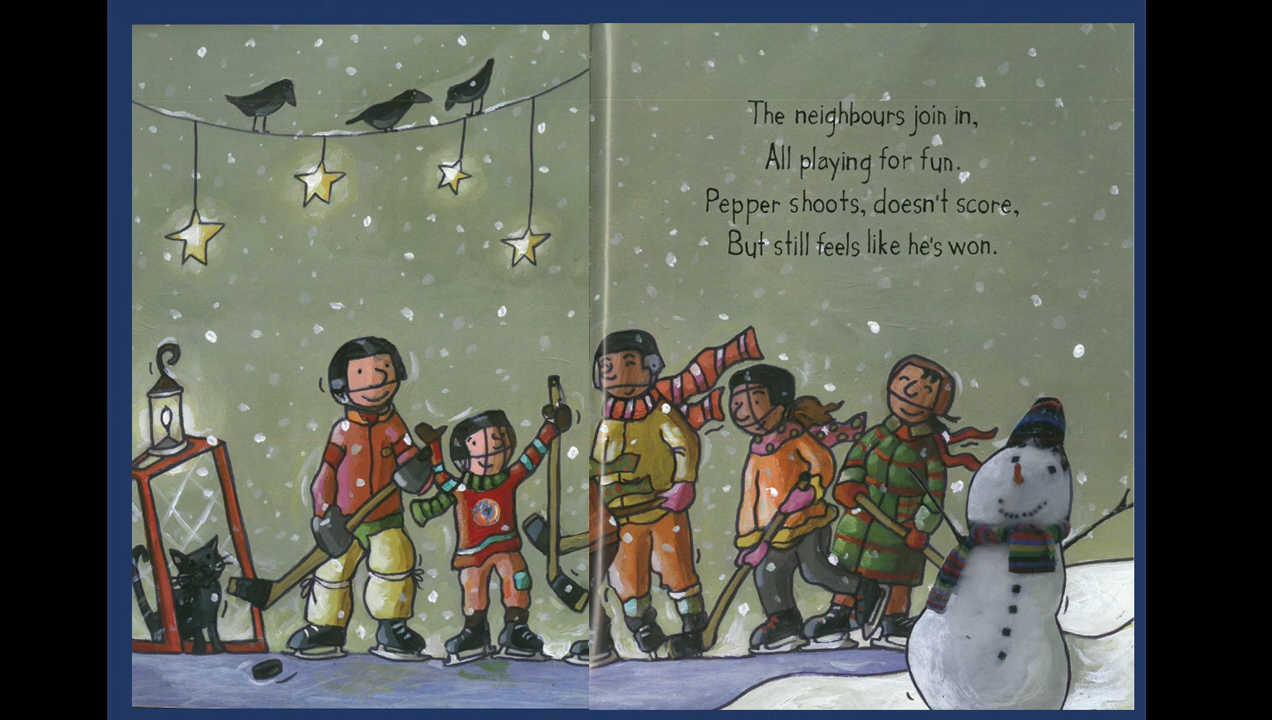 The neighbours join in,
All playing for fun.
Pepper shoots, doesn't score,
But still feels like he's won.